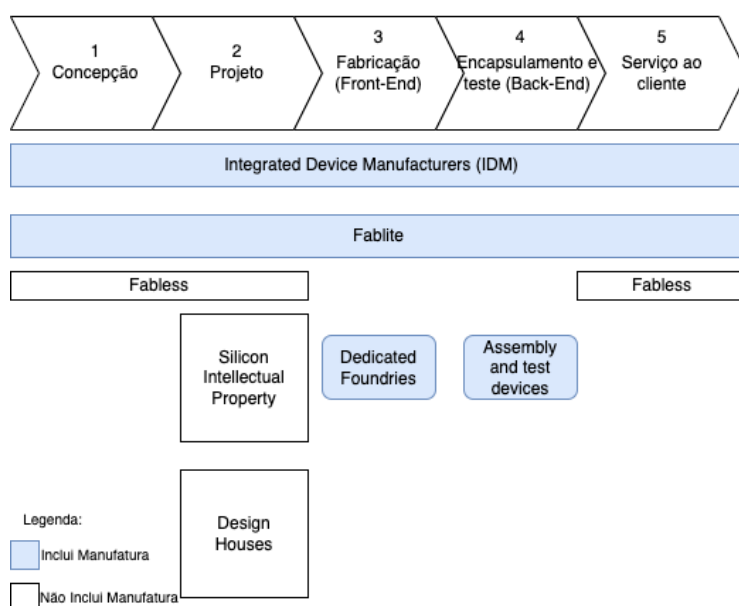 1
Concepção
2
Projeto
3
Fabricação
(Front-End)
4
Encapsulamento e
teste (Back-End)
5
Serviço ao
cliente
Integrated Device Manufacturers (IDM)
Fablite
Fabless
Fabless
Silicon
Intellectual
Property
Dedicated
Foundries
Assembly
and test
devices
Design
Houses
Legenda:
Inclui Manufatura
Não Inclui Manufatura